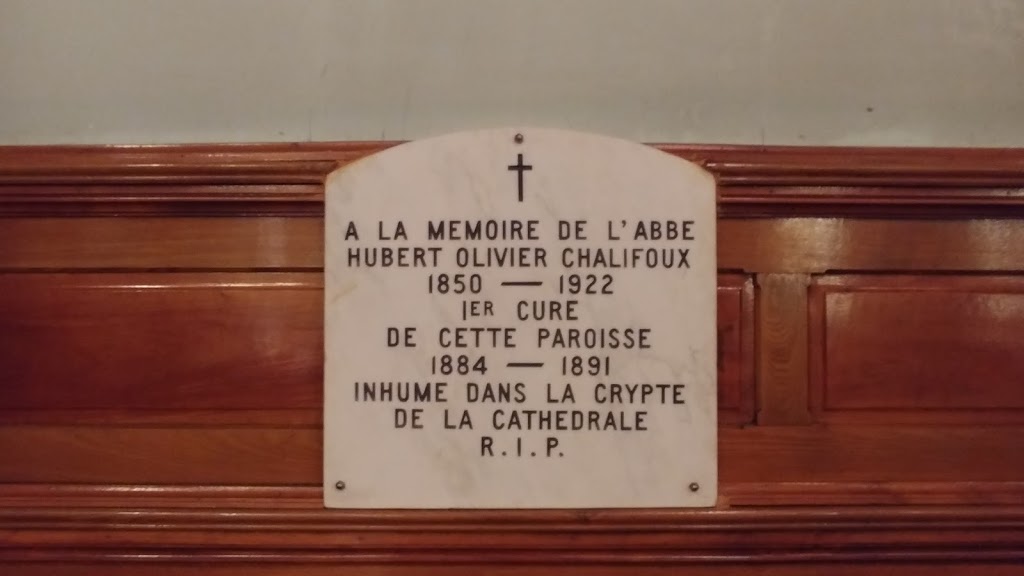 A LA MEMOIRE DE L'ABBE
HUBERT OLIVIER CHALIFOUX
1850 — 1922
1ER CURE
DE CETTE PAROISSE
1884 — 1891
INHUME DANS LA CRYPTE
DE LA CATHEDRALE
R.I.P.